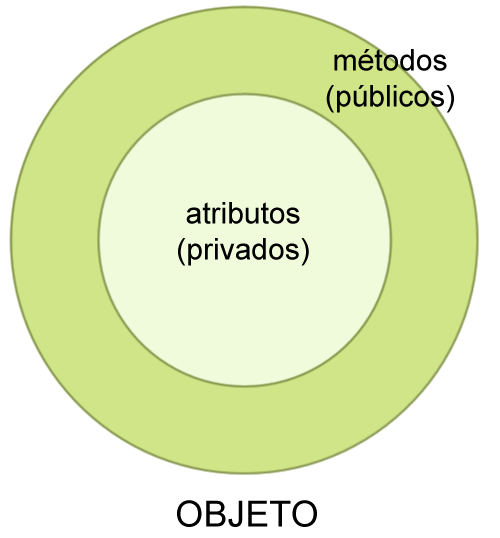 métodos
(públicos)
atributos
(privados)
OBJETO